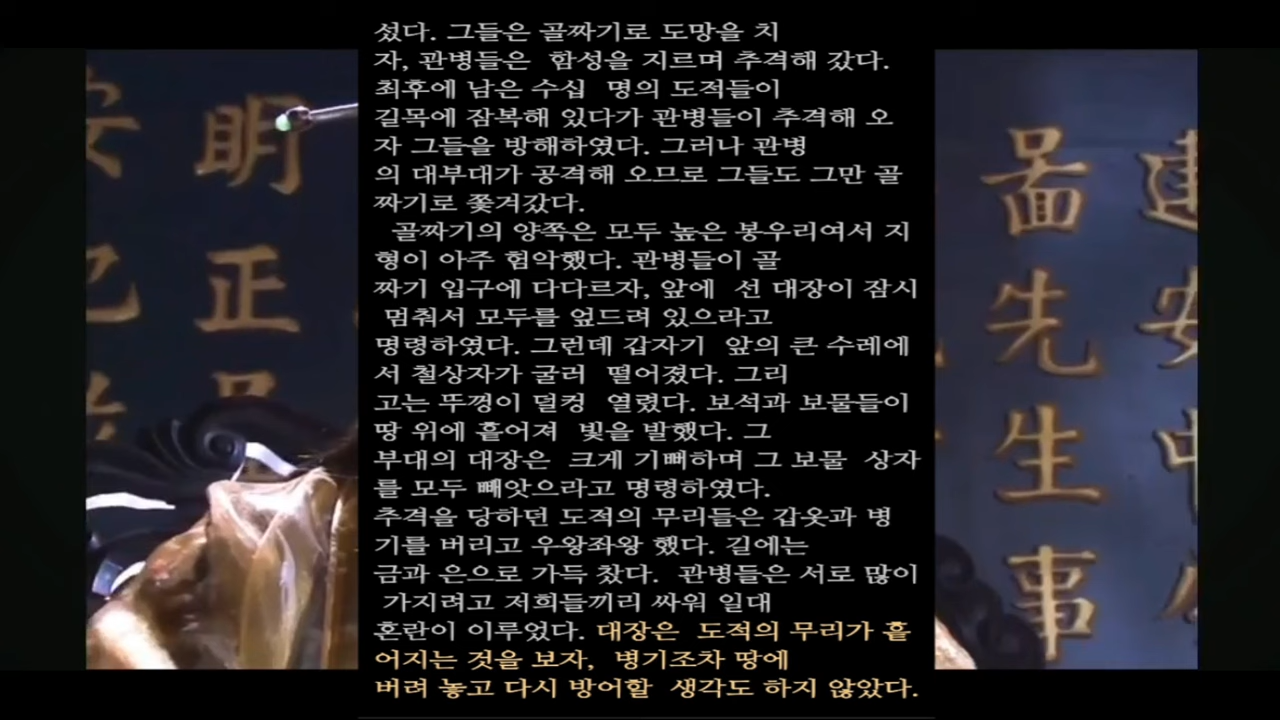 섰다. 그들은 골짜기로 도망을 치
자, 관병들은 함성을 지르며 추격해 갔다.
최후에 남은 수십 명의 도적들이
길목에 잠복해 있다가 관병들이 추격해 오
자 그들을 방해하였다. 그러나 관병
의 대부대가 공격해 오므로 그들도 그만 골
짜기로 쫓겨갔다.
골짜기의 양쪽은 모두 높은 봉우리여서 지
형이 아주 험악했다. 관병들이 골
짜기 입구에 다다르자, 앞에 선 대장이 잠시
멈춰서 모두를 엎드려 있으라고
명령하였다. 그런데 갑자기 앞의 큰 수레에
서 철상자가 굴러 떨어졌다. 그리
고는 뚜껑이 덜컹 열렸다. 보석과 보물들이
땅 위에 흩어져 빛을 발했다. 그
부대의 대장은 크게 기뻐하며 그 보물 상자
를 모두 빼앗으라고 명령하였다.
추격을 당하던 도적의 무리들은 갑옷과 병
기를 버리고 우왕좌왕 했다. 길에는
금과 은으로 가득 찼다. 관병들은 서로 많이
가지려고 저희들끼리 싸워 일대
혼란이 이루었다. 대장은 도적의 무리가 흩
어지는 것을 보자, 병기조차 땅에
버려 놓고 다시 방어할 생각도 하지 않았다.
安
明正
先生事
安